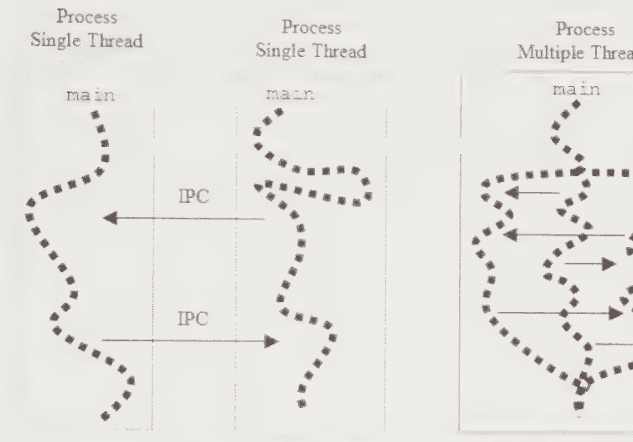 Process
Single Thread
Process
Single Thread
Process
Multiple Threa
main
main
main
IPC
IPC